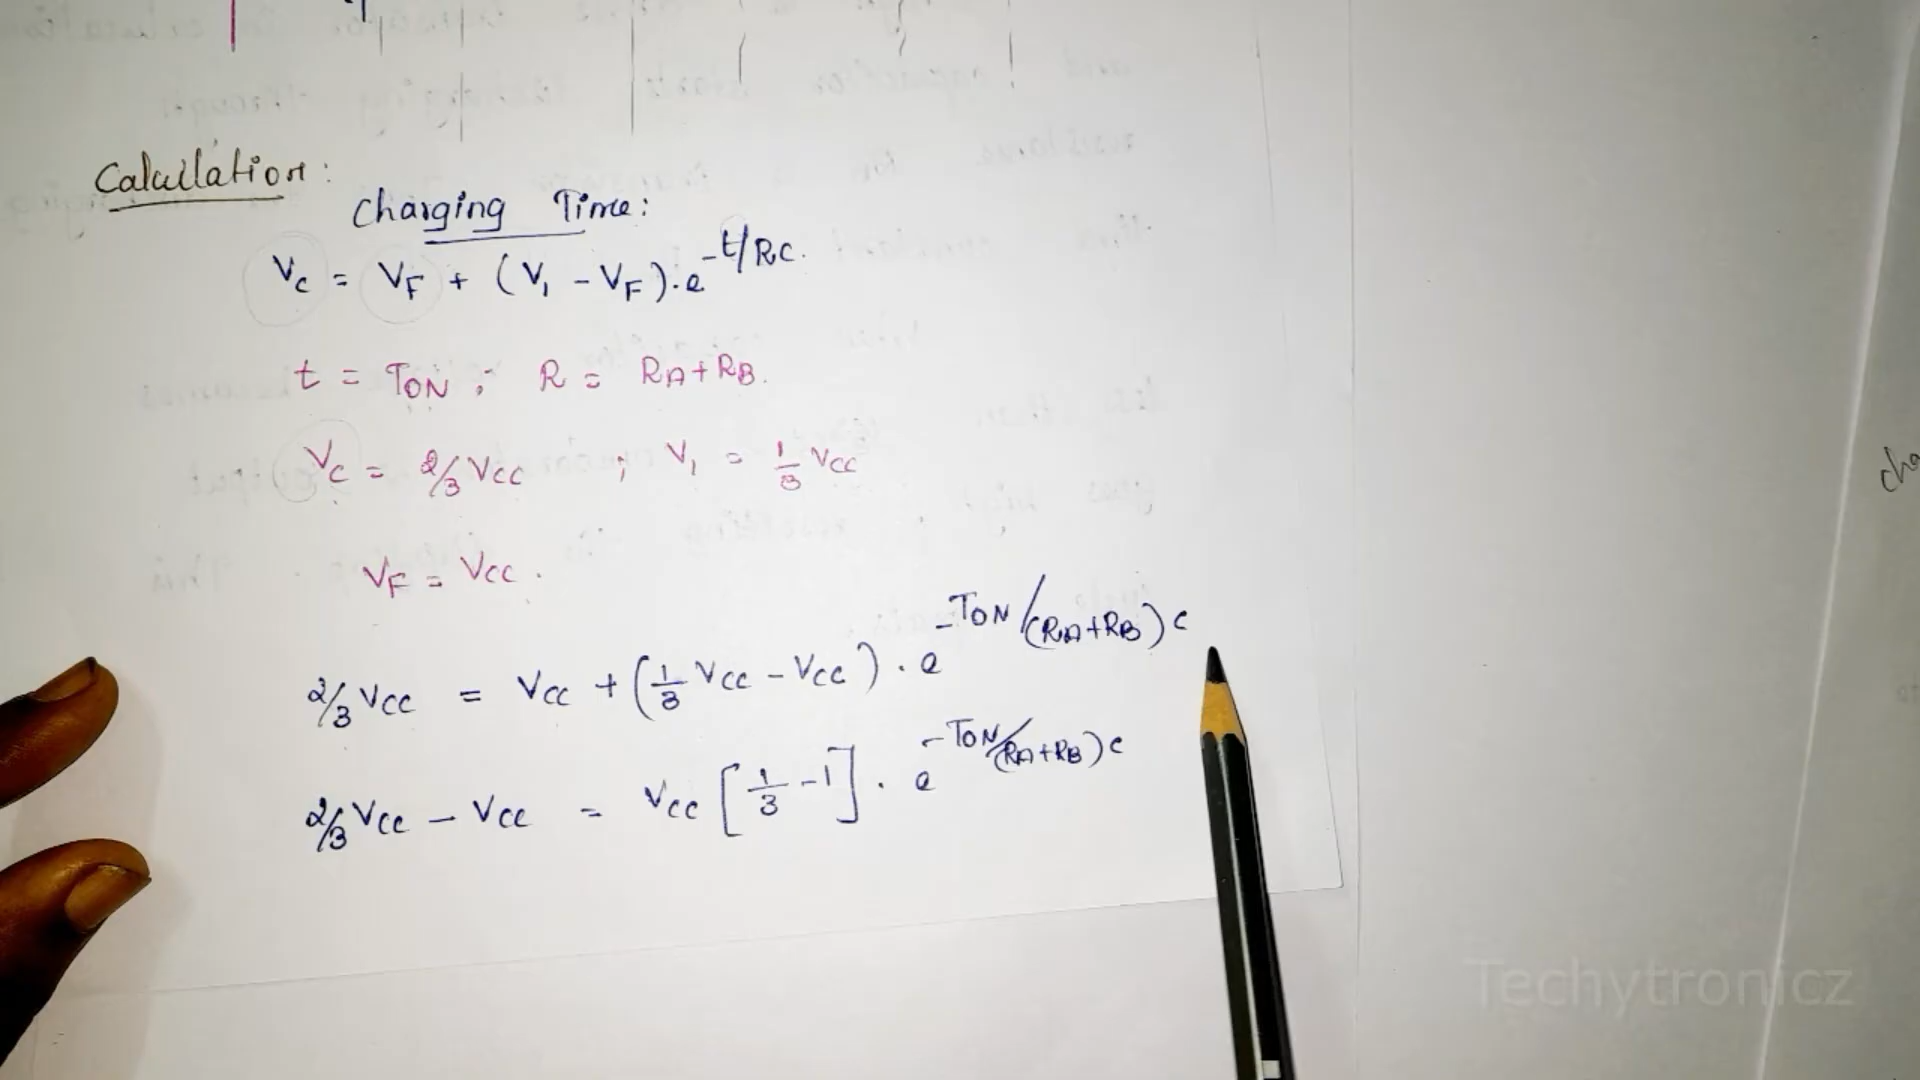 Calculation:
Charging Time:
Vc = VF + (V1 - VF).e^-t/RC.
t = TON ; R = RA+RB.
Vc = 2/3 Vcc ; V1 = 1/3 Vcc
VF = Vcc.
2/3 Vcc = Vcc + (1/3 Vcc - Vcc) . e^-TON/(RA+RB)C
2/3 Vcc - Vcc = Vcc [1/3 - 1] . e^-TON/(RA+RB)C
cha
Techytronicz